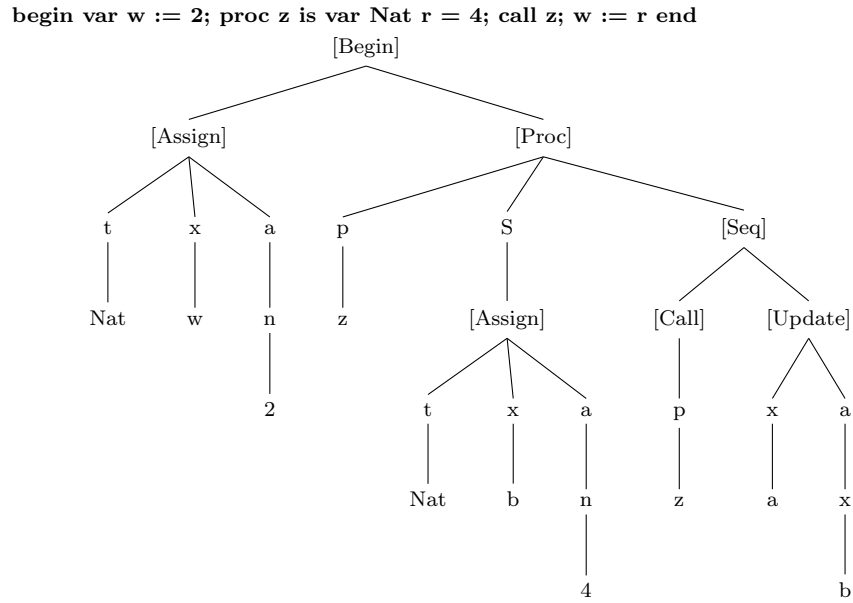 begin var w := 2; proc z is var Nat r = 4; call z; w := r end
[Begin]
[Assign] [Proc]
t x a p S [Seq]
Nat w n z [Assign] [Call] [Update]
2 t x a p x a
Nat b n z a x
4 b